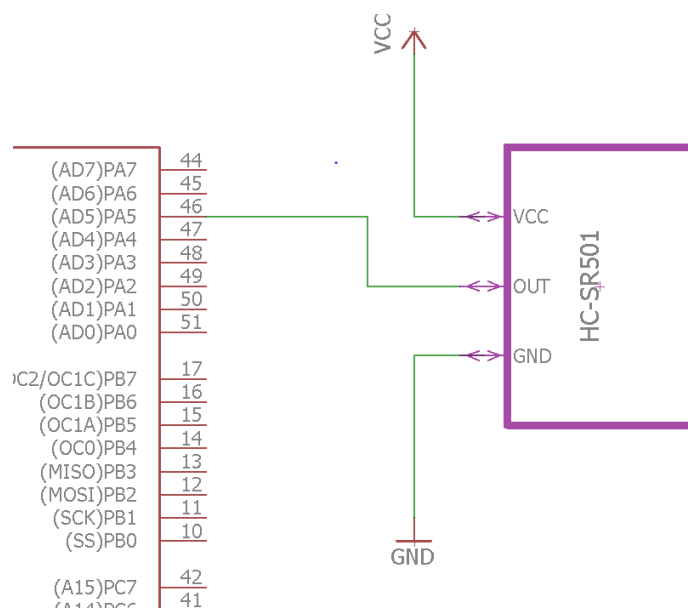 VCC
(AD7)PA7 44
(AD6)PA6 45
(AD5)PA5 46
(AD4)PA4 47
(AD3)PA3 48
(AD2)PA2 49
(AD1)PA1 50
(AD0)PA0 51
C2/OC1C)PB7 17
(OC1B)PB6 16
(OC1A)PB5 15
(OC0)PB4 14
(MISO)PB3 13
(MOSI)PB2 12
(SCK)PB1 11
(SS)PB0 10
(A15)PC7 42
(A14)PC6 41
VCC
OUT
GND
HC-SR501
GND